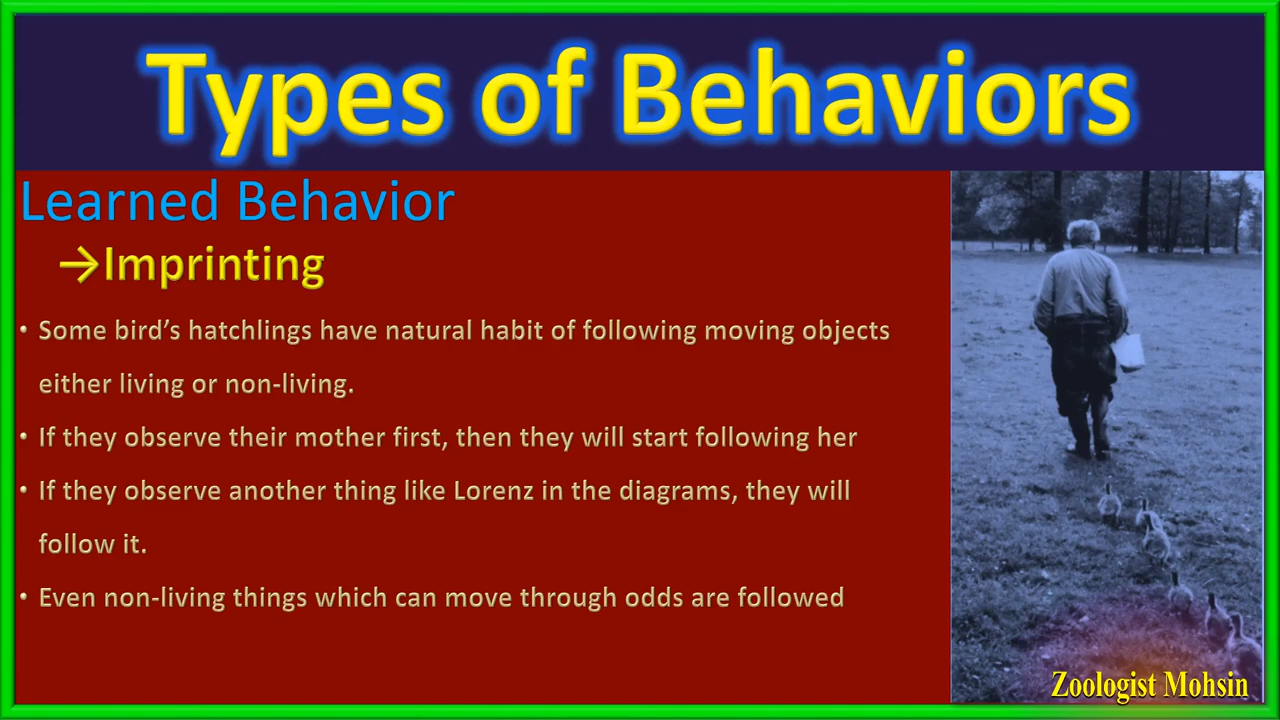 Types of Behaviors
Learned Behavior
→Imprinting
• Some bird’s hatchlings have natural habit of following moving objects
either living or non-living.
• If they observe their mother first, then they will start following her
• If they observe another thing like Lorenz in the diagrams, they will
follow it.
• Even non-living things which can move through odds are followed
Zoologist Mohsin